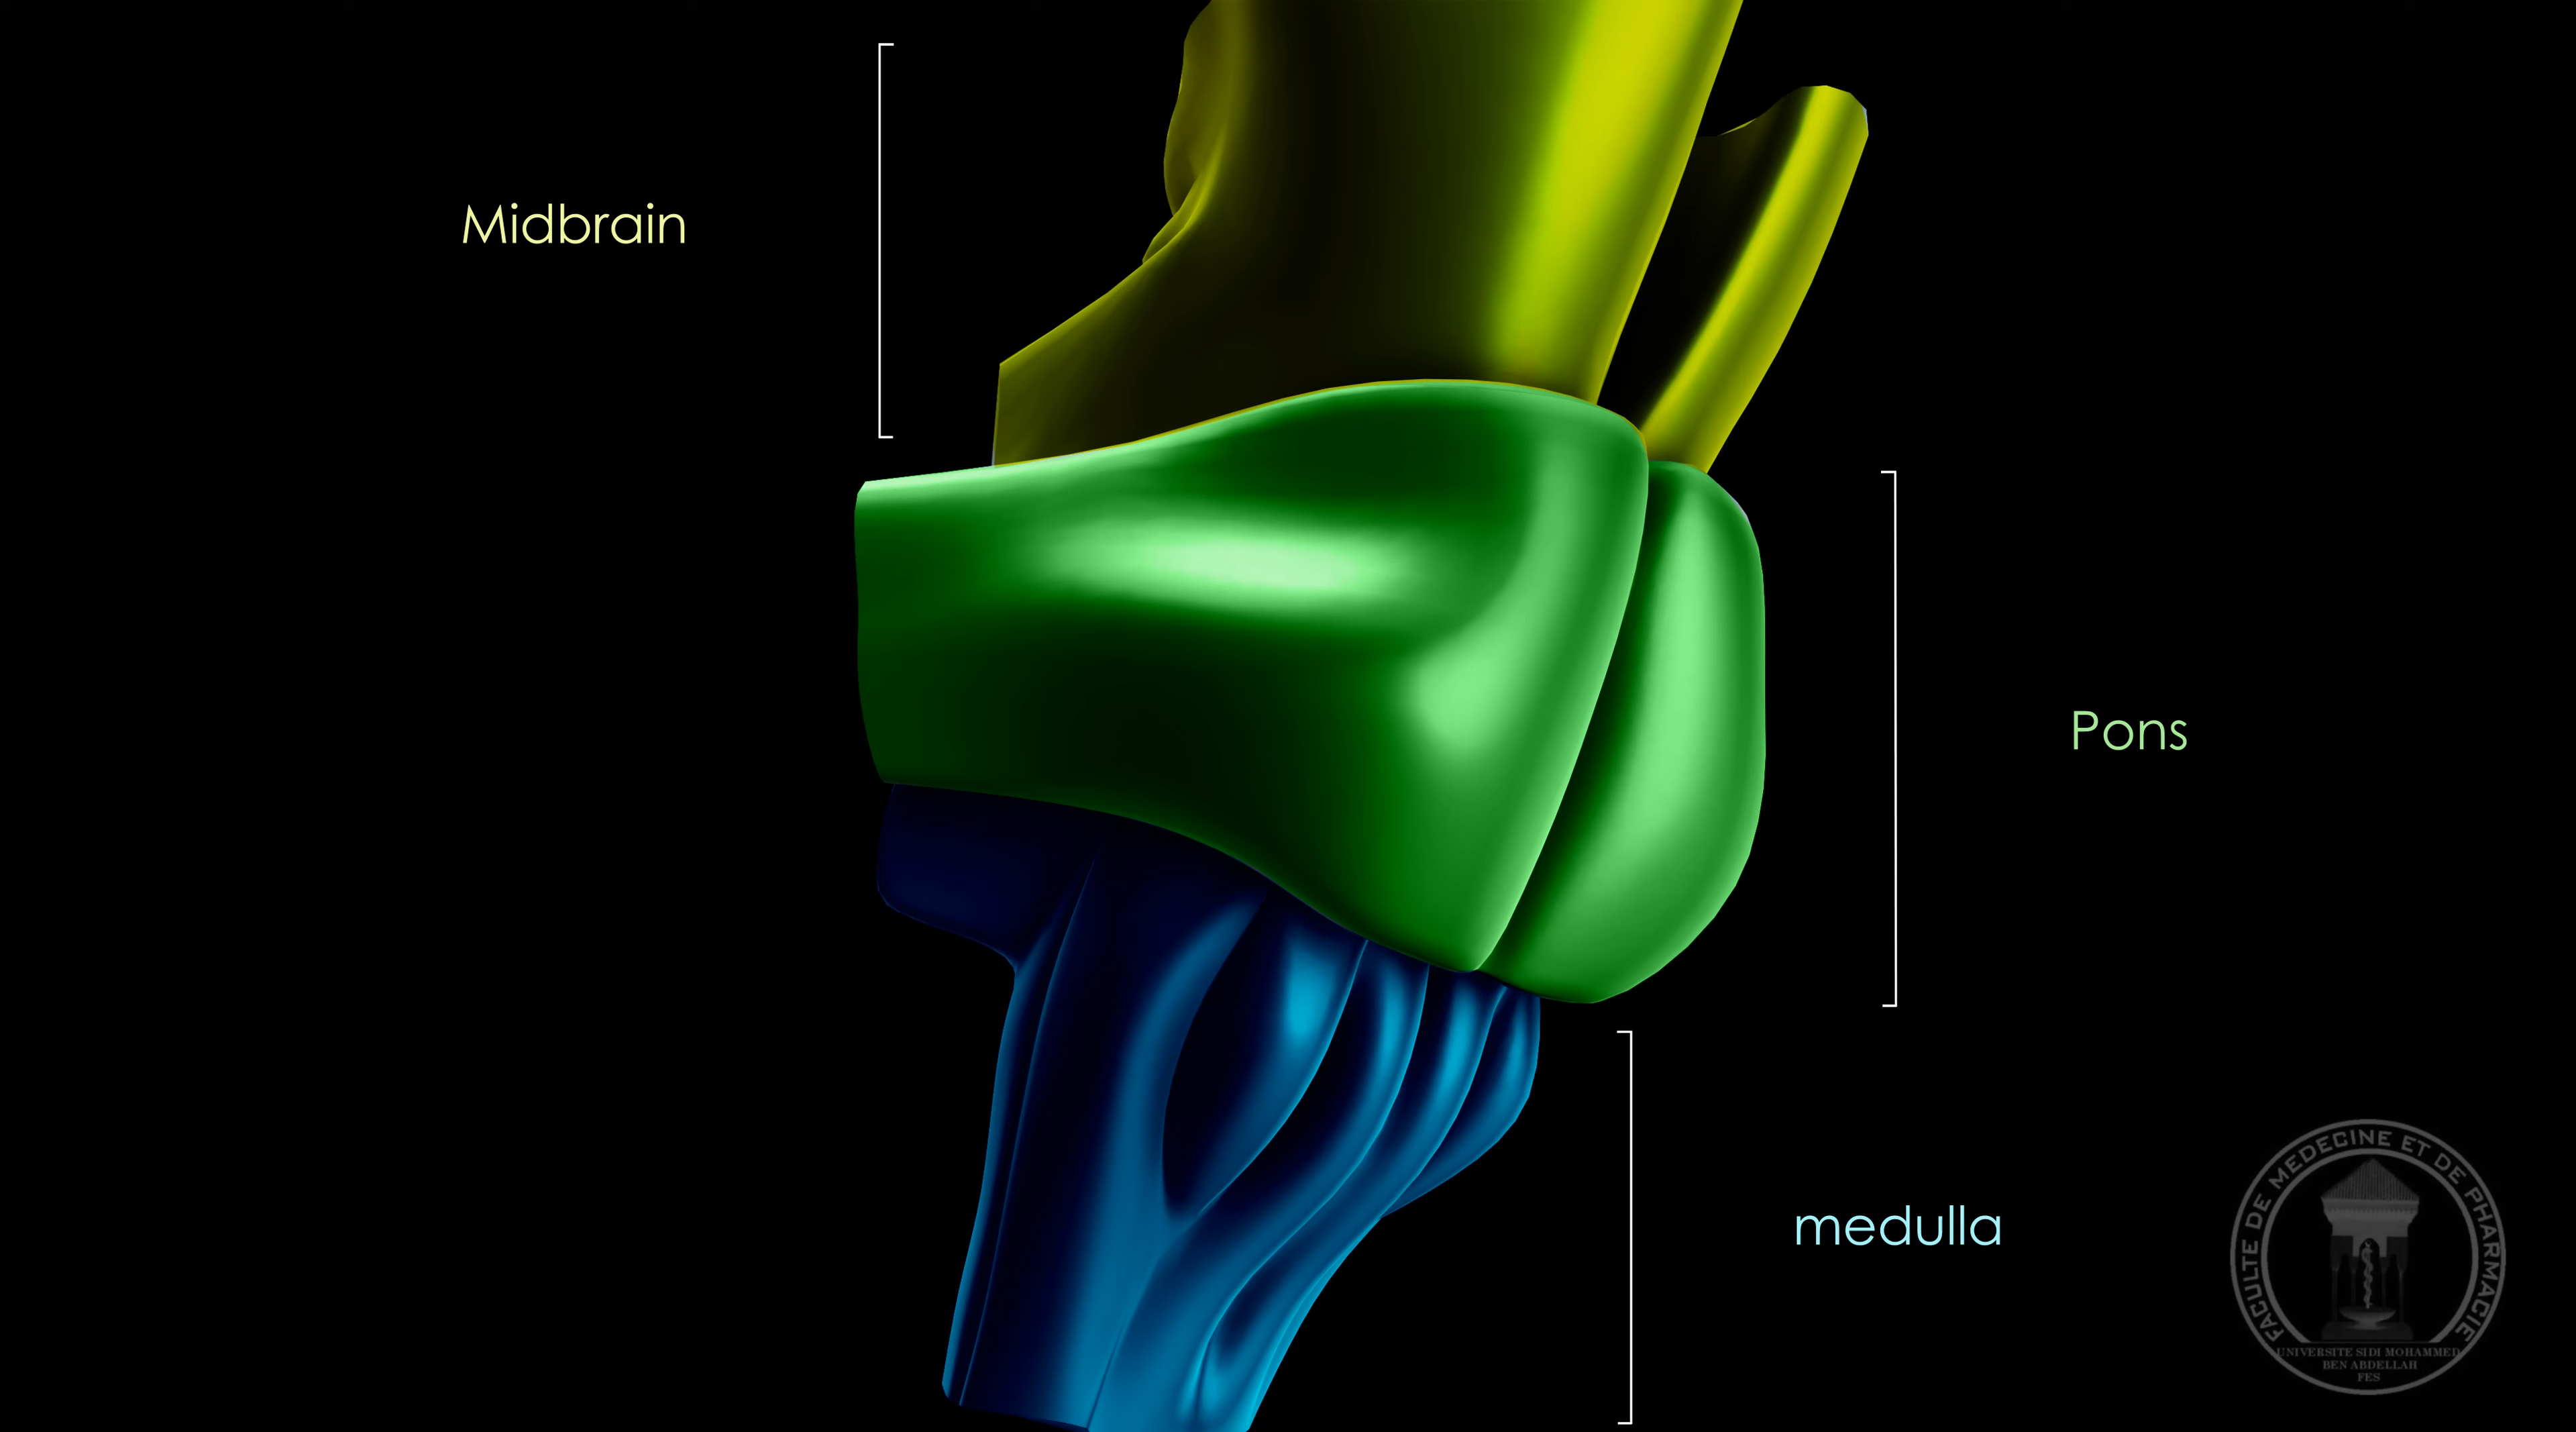 Midbrain
Pons
medulla
FACULTE DE MEDECINE ET DE PHARMACIE
UNIVERSITE SIDI MOHAMMED
BEN ABDELLAH
FES